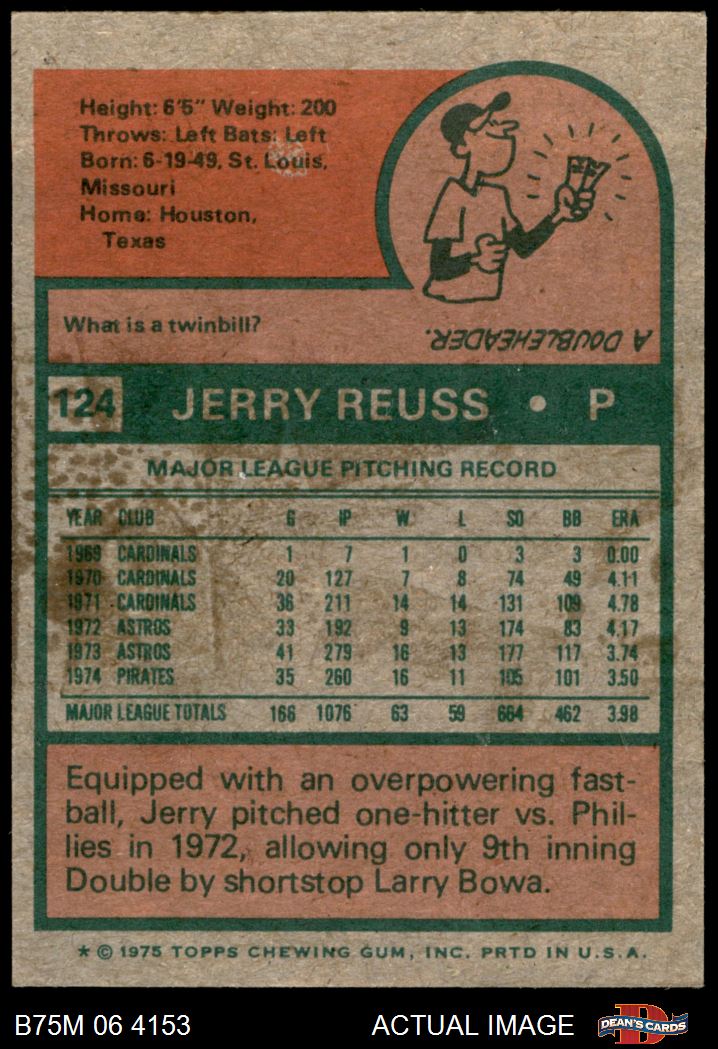 Height: 6'5" Weight: 200
Throws: Left Bats: Left
Born: 6-19-49, St. Louis,
Missouri
Home: Houston,
Texas
What is a twinbill?
A DOUBLEHEADER.
124 JERRY REUSS • P
MAJOR LEAGUE PITCHING RECORD
YEAR CLUB G IP W L SO BB ERA
1969 CARDINALS 1 7 1 0 3 3 0.00
1970 CARDINALS 20 127 7 8 74 49 4.11
1971 CARDINALS 36 211 14 14 131 109 4.78
1972 ASTROS 33 192 9 13 174 83 4.17
1973 ASTROS 41 279 16 13 177 117 3.74
1974 PIRATES 35 260 16 11 105 101 3.50
MAJOR LEAGUE TOTALS 166 1076 63 59 664 462 3.98
Equipped with an overpowering fast-
ball, Jerry pitched one-hitter vs. Phil-
lies in 1972, allowing only 9th inning
Double by shortstop Larry Bowa.
* © 1975 TOPPS CHEWING GUM, INC. PRTD IN U.S.A.
B75M 06 4153 ACTUAL IMAGE DEAN'S CARDS